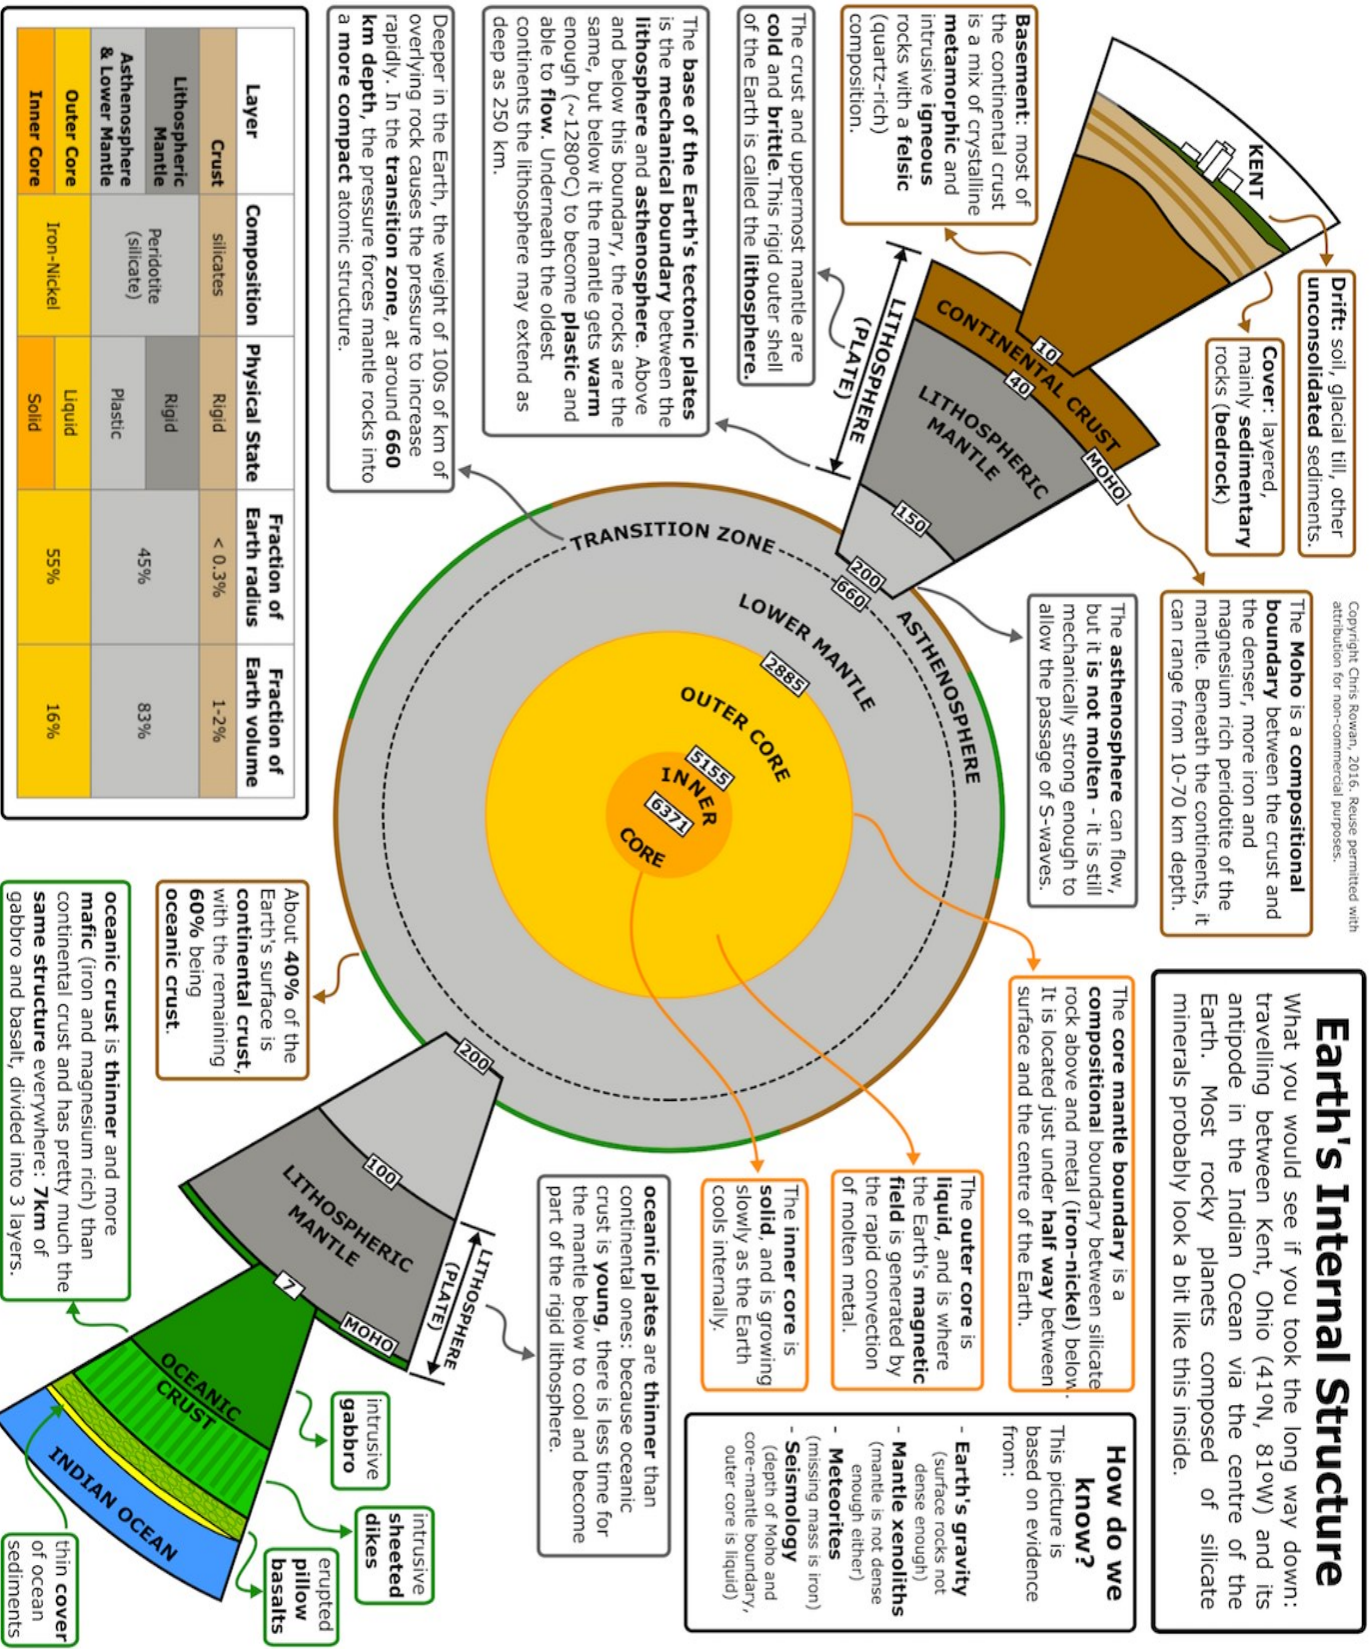 Earth's Internal Structure
What you would see if you took the long way down:
travelling between Kent, Ohio (41ºN, 81ºW) and its
antipode in the Indian Ocean via the centre of the
Earth. Most rocky planets composed of silicate
minerals probably look a bit like this inside.
Copyright Chris Rowan, 2016. Reuse permitted with
attribution for non-commercial purposes.
KENT
Drift: soil, glacial till, other
unconsolidated sediments.
Cover: layered,
mainly sedimentary
rocks (bedrock)
Basement: most of
the continental crust
is a mix of crystalline
metamorphic and
intrusive igneous
rocks with a felsic
(quartz-rich)
composition.
10
CONTINENTAL CRUST
40
MOHO
LITHOSPHERIC
MANTLE
150
200
LITHOSPHERE
(PLATE)
The Moho is a compositional
boundary between the crust and
the denser, more iron and
magnesium rich peridotite of the
mantle. Beneath the continents, it
can range from 10-70 km depth.
The crust and uppermost mantle are
cold and brittle.This rigid outer shell
of the Earth is called the lithosphere.
The base of the Earth's tectonic plates
is the mechanical boundary between the
lithosphere and asthenosphere. Above
and below this boundary, the rocks are the
same, but below it the mantle gets warm
enough (~1280ºC) to become plastic and
able to flow. Underneath the oldest
continents the lithosphere may extend as
deep as 250 km.
The asthenosphere can flow,
but it is not molten - it is still
mechanically strong enough to
allow the passage of S-waves.
Deeper in the Earth, the weight of 100s of km of
overlying rock causes the pressure to increase
rapidly. In the transition zone, at around 660
km depth, the pressure forces mantle rocks into
a more compact atomic structure.
ASTHENOSPHERE
TRANSITION ZONE
660
LOWER MANTLE
2885
OUTER CORE
5155
INNER
6371
CORE
The core mantle boundary is a
compositional boundary between silicate
rock above and metal (iron-nickel) below.
It is located just under half way between
surface and the centre of the Earth.
The outer core is
liquid, and is where
the Earth's magnetic
field is generated by
the rapid convection
of molten metal.
The inner core is
solid, and is growing
slowly as the Earth
cools internally.
How do we
know?
This picture is
based on evidence
from:
- Earth's gravity
(surface rocks not
dense enough)
- Mantle xenoliths
(mantle is not dense
enough either)
- Meteorites
(missing mass is iron)
- Seismology
(depth of Moho and
core-mantle boundary,
outer core is liquid)
Layer Composition Physical State Fraction of Earth radius Fraction of Earth volume
Crust silicates Rigid < 0.3% 1-2%
Lithospheric Mantle Peridotite (silicate) Rigid 45% 83%
Asthenosphere & Lower Mantle Plastic
Outer Core Iron-Nickel Liquid 55% 16%
Inner Core Solid
About 40% of the
Earth's surface is
continental crust,
with the remaining
60% being
oceanic crust.
oceanic plates are thinner than
continental ones: because oceanic
crust is young, there is less time for
the mantle below to cool and become
part of the rigid lithosphere.
oceanic crust is thinner and more
mafic (iron and magnesium rich) than
continental crust and has pretty much the
same structure everywhere: 7km of
gabbro and basalt, divided into 3 layers.
200
100
LITHOSPHERIC
MANTLE
LITHOSPHERE
(PLATE)
7
MOHO
OCEANIC
CRUST
INDIAN OCEAN
intrusive
gabbro
intrusive
sheeted
dikes
erupted
pillow
basalts
thin cover
of ocean
sediments